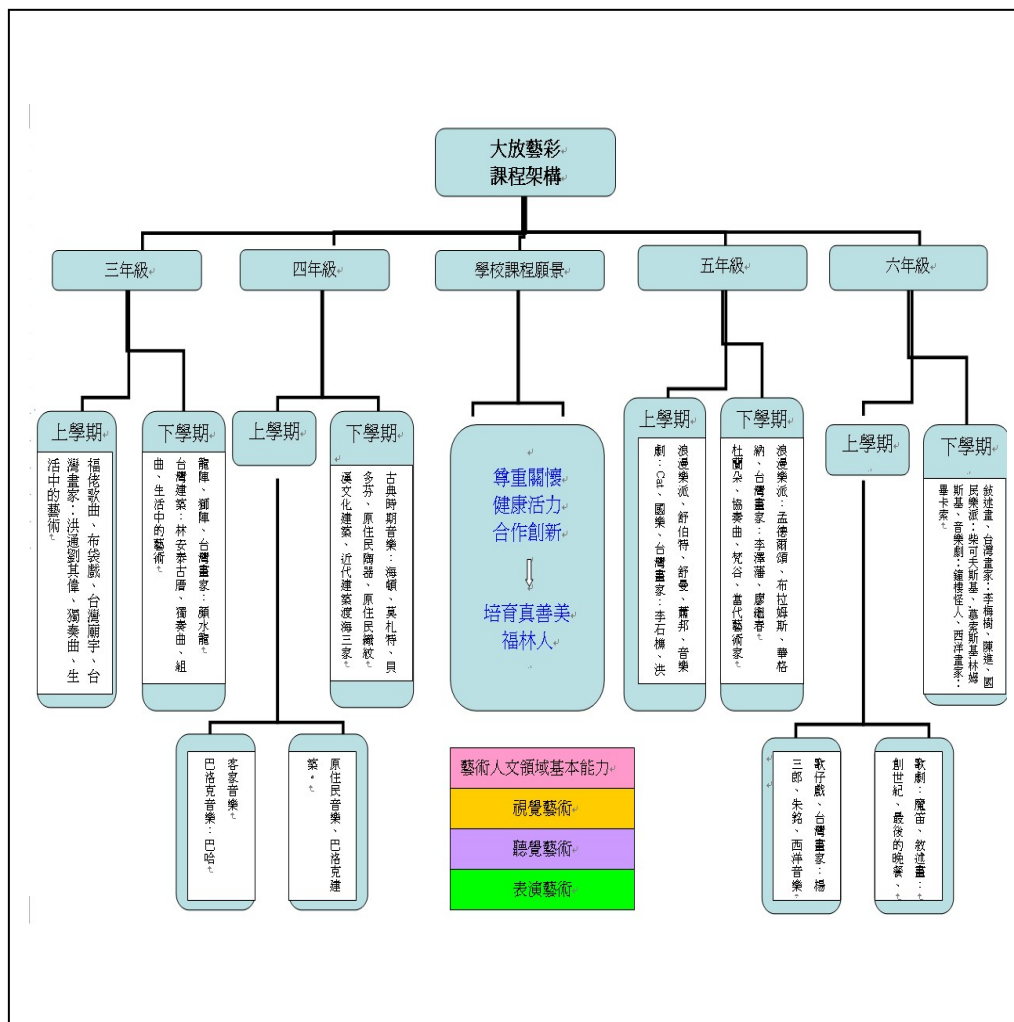 大放藝彩
課程架構
三年級
四年級
學校課程願景
五年級
六年級
上學期
福佬歌曲、布袋戲、台灣廟宇、台
灣畫家：洪通劉其偉、獨奏曲、生
活中的藝術
下學期
龍陣、獅陣、台灣畫家：顏水龍
台灣建築：林安泰古厝、獨奏曲、組
曲、生活中的藝術
上學期
下學期
古典時期音樂：海頓、莫札特、貝
多芬、原住民陶器、原住民織紋
漢文化建築、近代建築渡海三家
尊重關懷
健康活力
合作創新
培育真善美
福林人
上學期
浪漫樂派、舒伯特、舒曼、蕭邦、音樂
劇：Cat、國樂、台灣畫家：李石樵、洪
下學期
浪漫樂派：孟德爾頌、布拉姆斯、華格
納、台灣畫家：李澤藩、廖繼春
杜蘭朵、協奏曲、梵谷、當代藝術家
上學期
下學期
敘述畫、台灣畫家：李梅樹、陳進、國
民樂派：柴可夫斯基、慕索斯基林姆
斯基、音樂劇：鐘樓怪人、西洋畫家：
畢卡索
客家音樂
巴洛克音樂：巴哈
原住民音樂、巴洛克建
築。
藝術人文領域基本能力
視覺藝術
聽覺藝術
表演藝術
歌仔戲、台灣畫家：楊
三郎、朱銘、西洋音樂
歌劇：魔笛、敘述畫：
創世紀、最後的晚餐、